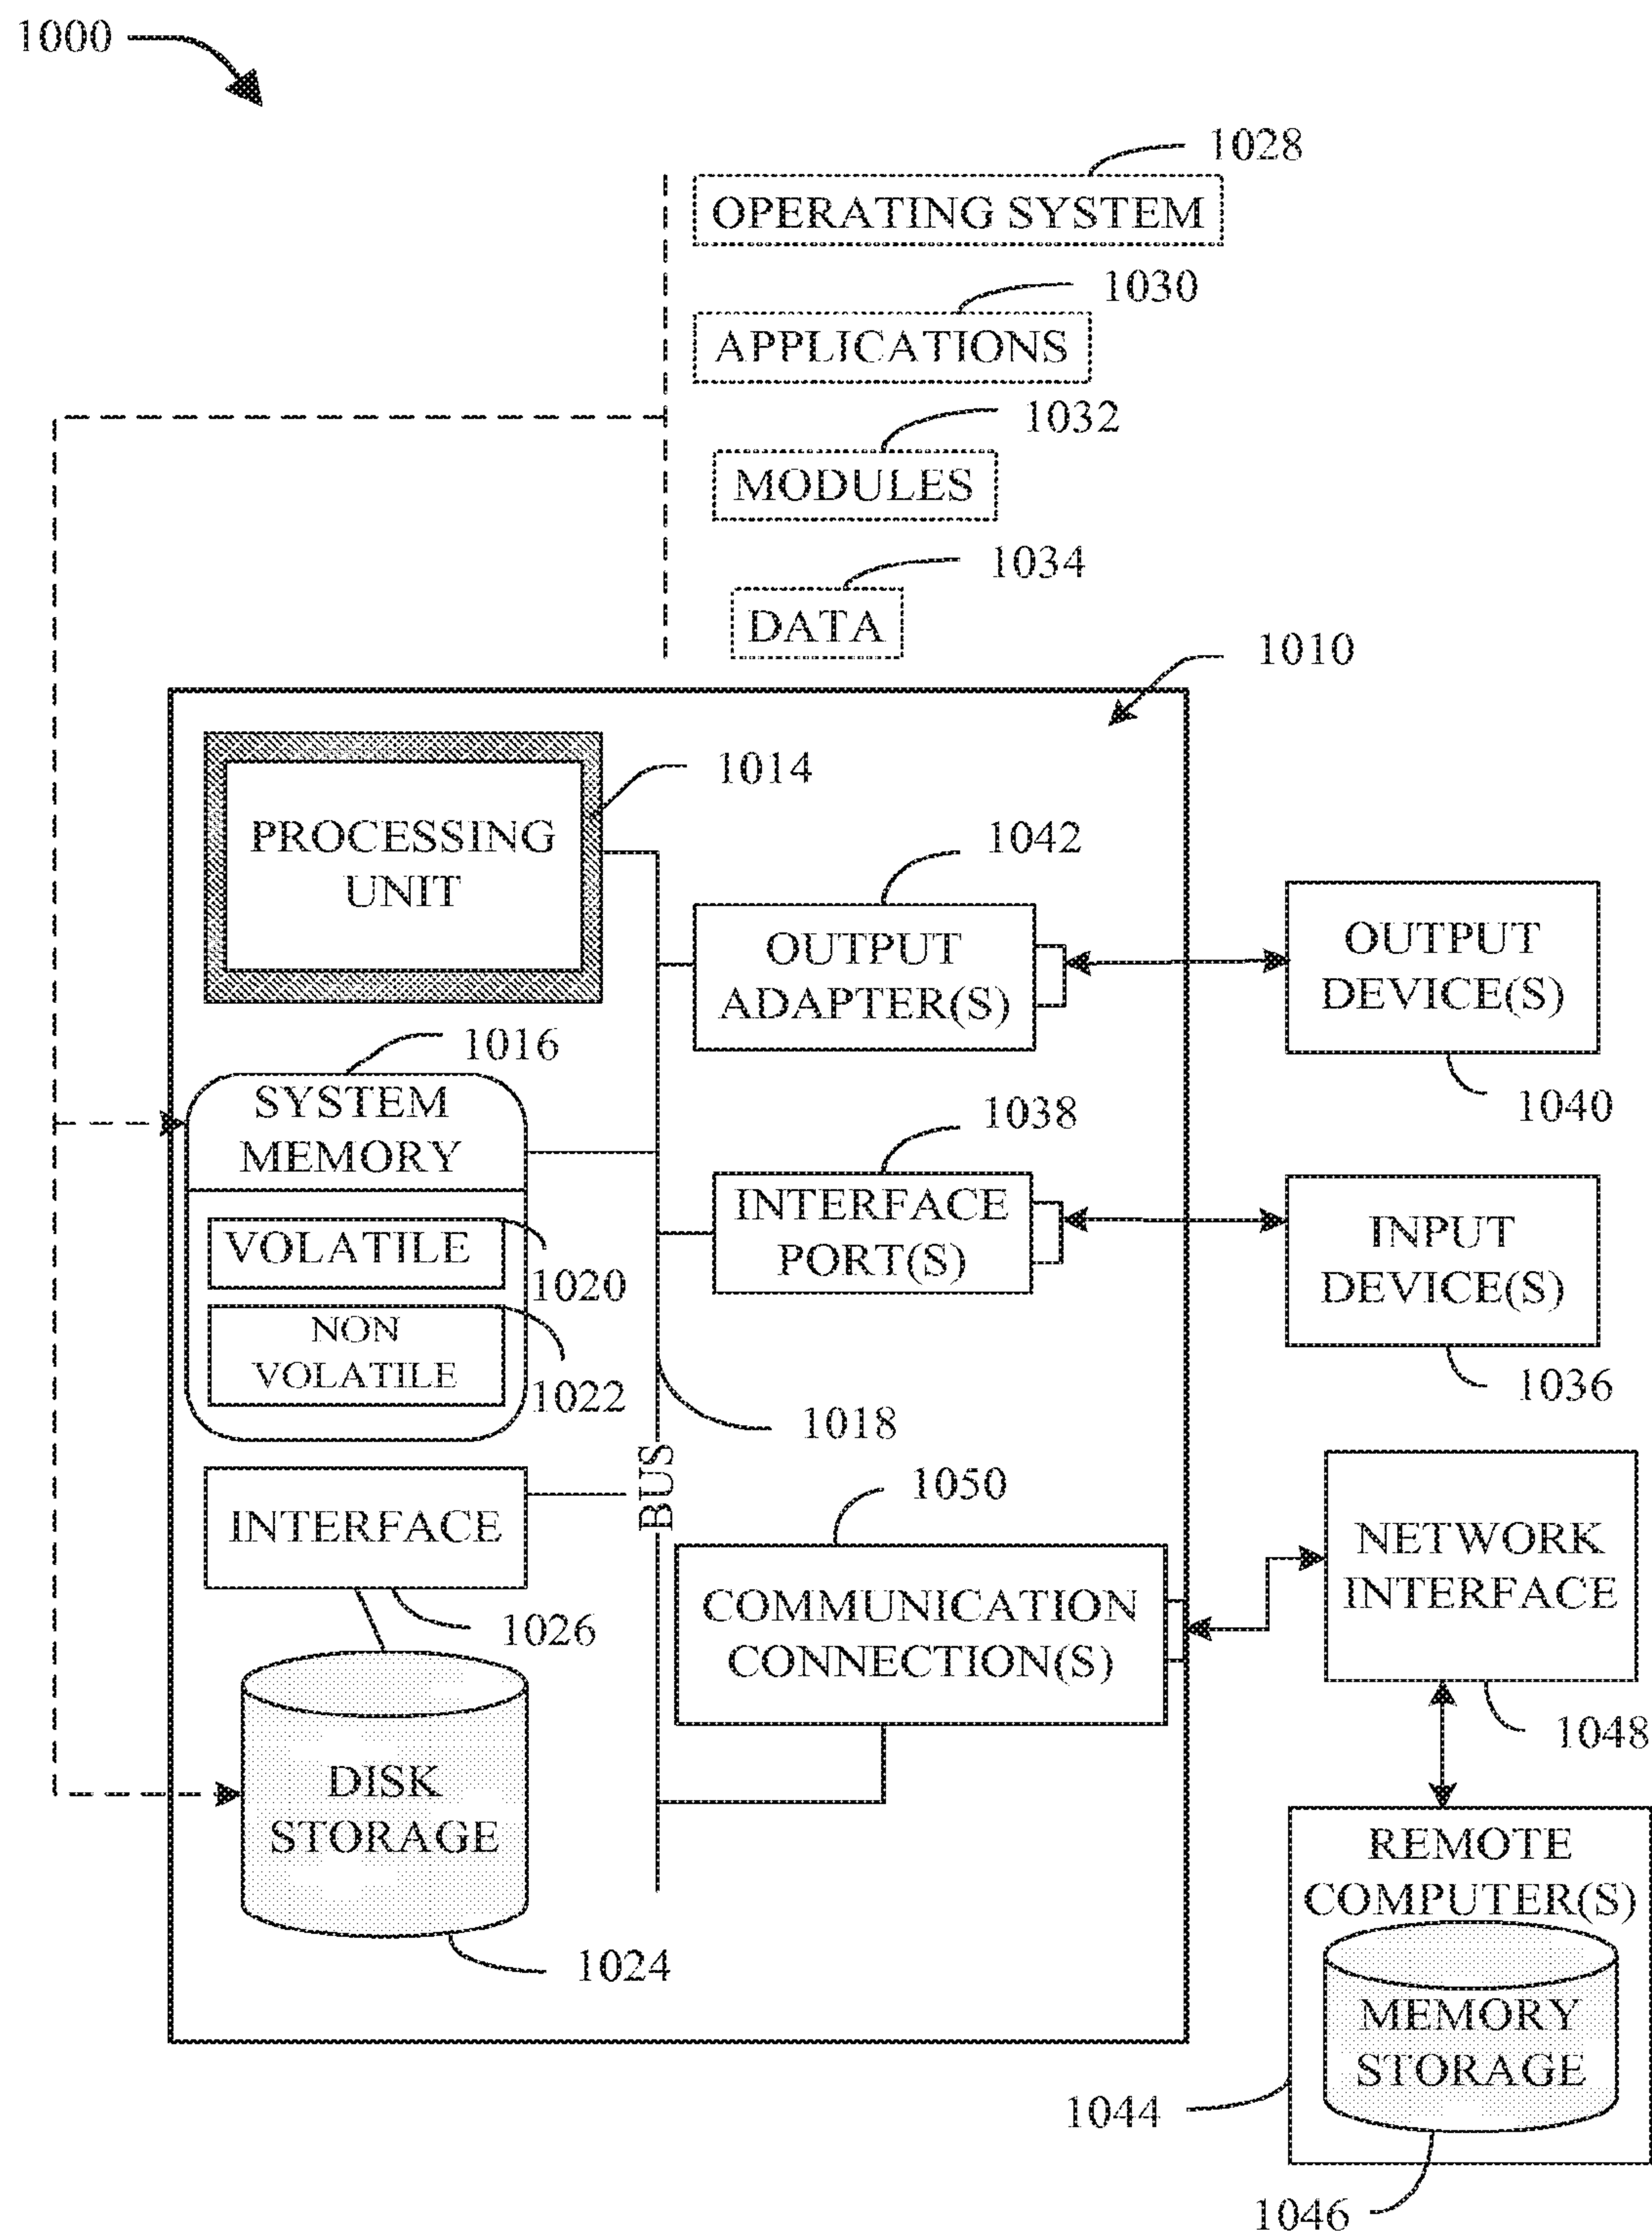 1000
1028
OPERATING SYSTEM
1030
APPLICATIONS
1032
MODULES
1034
DATA
1010
1014
PROCESSING
UNIT
1042
OUTPUT
ADAPTER(S)
OUTPUT
DEVICE(S)
1040
1016
SYSTEM
MEMORY
VOLATILE
1020
NON
VOLATILE
1022
1038
INTERFACE
PORT(S)
INPUT
DEVICE(S)
1036
1018
BUS
INTERFACE
1026
1050
COMMUNICATION
CONNECTION(S)
NETWORK
INTERFACE
1048
DISK
STORAGE
1024
REMOTE
COMPUTER(S)
MEMORY
STORAGE
1044
1046